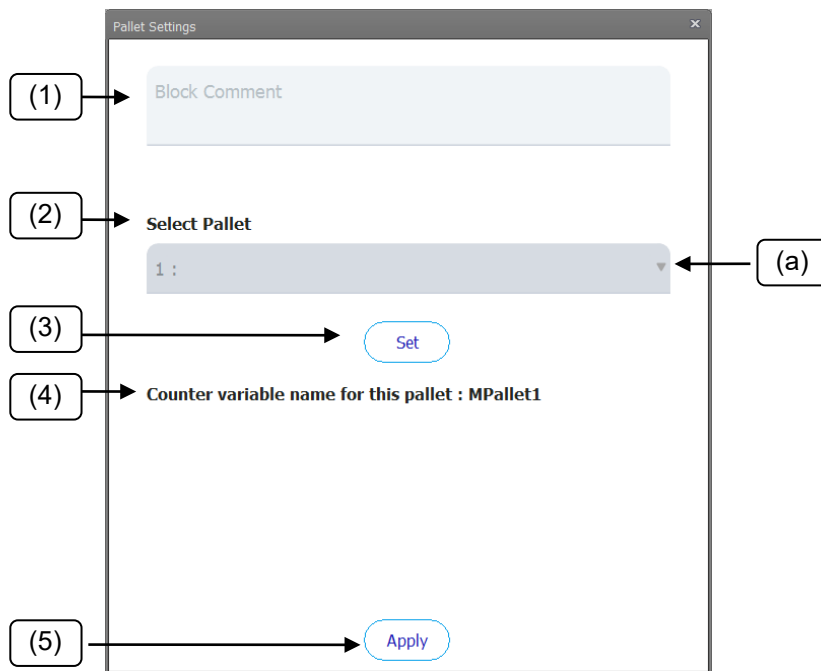 Pallet Settings ×
(1)
Block Comment
(2)
Select Pallet
1 :
(a)
(3)
Set
(4)
Counter variable name for this pallet : MPallet1
(5)
Apply